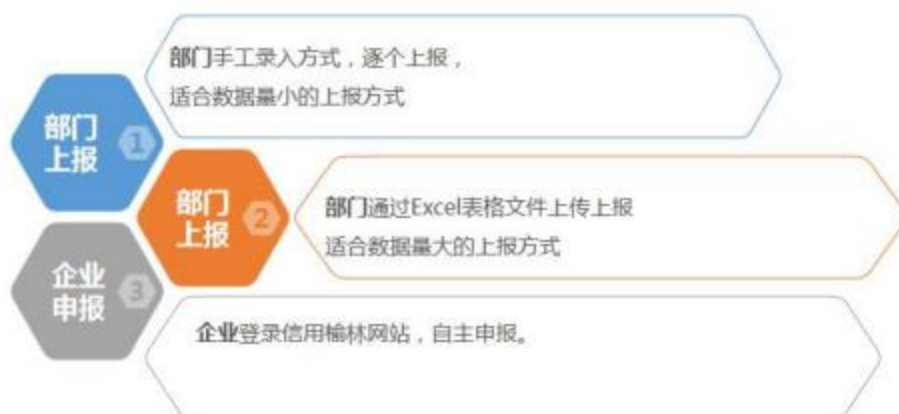 部门
上报
1
部门手工录入方式，逐个上报，
适合数据量小的上报方式
部门
上报
2
部门通过Excel表格文件上传上报
适合数据量大的上报方式
企业
申报
3
企业登录信用榆林网站，自主申报。